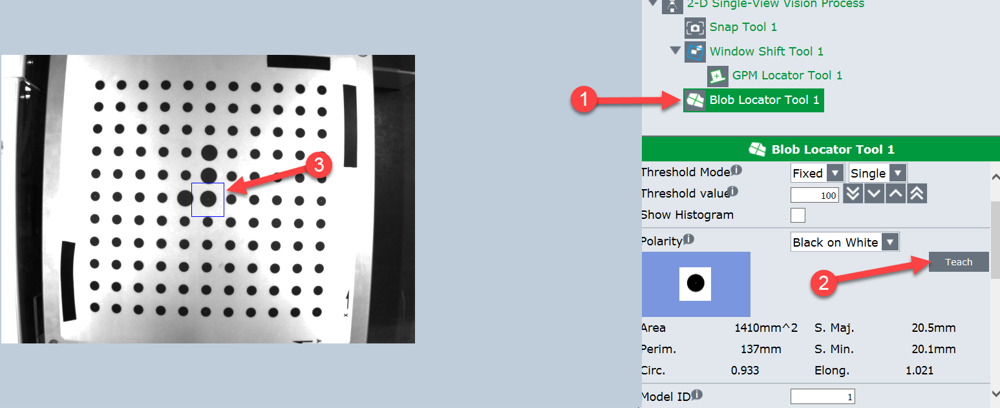 2-D Single-View Vision Process
Snap Tool 1
Window Shift Tool 1
GPM Locator Tool 1
1
Blob Locator Tool 1
Blob Locator Tool 1
3
Threshold Mode
Fixed
Single
Threshold value
100
Show Histogram
Polarity
Black on White
Teach
2
Area 1410mm^2 S. Maj. 20.5mm
Perim. 137mm S. Min. 20.1mm
Circ. 0.933 Elong. 1.021
Model ID
1
X
Y